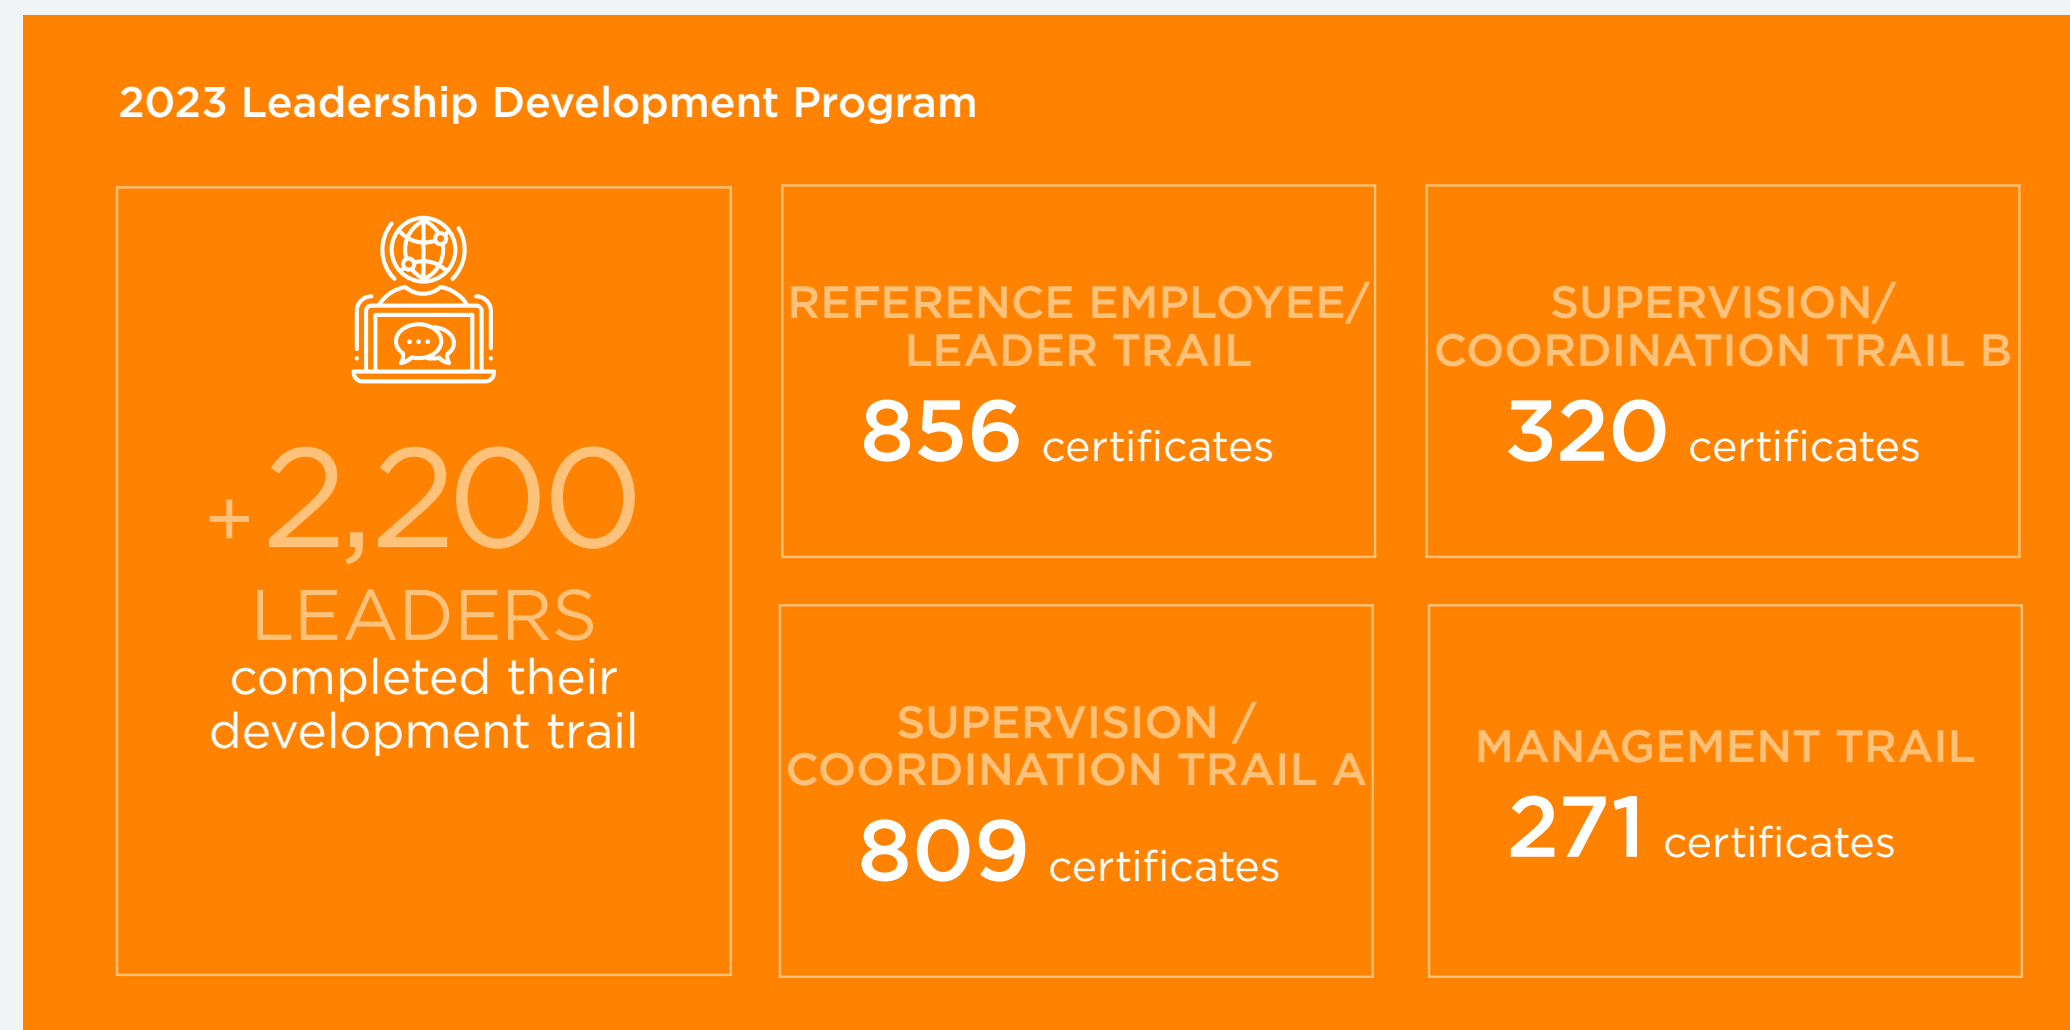 2023 Leadership Development Program
+2,200
LEADERS
completed their
development trail
REFERENCE EMPLOYEE/
LEADER TRAIL
856 certificates
SUPERVISION/
COORDINATION TRAIL B
320 certificates
SUPERVISION /
COORDINATION TRAIL A
809 certificates
MANAGEMENT TRAIL
271 certificates